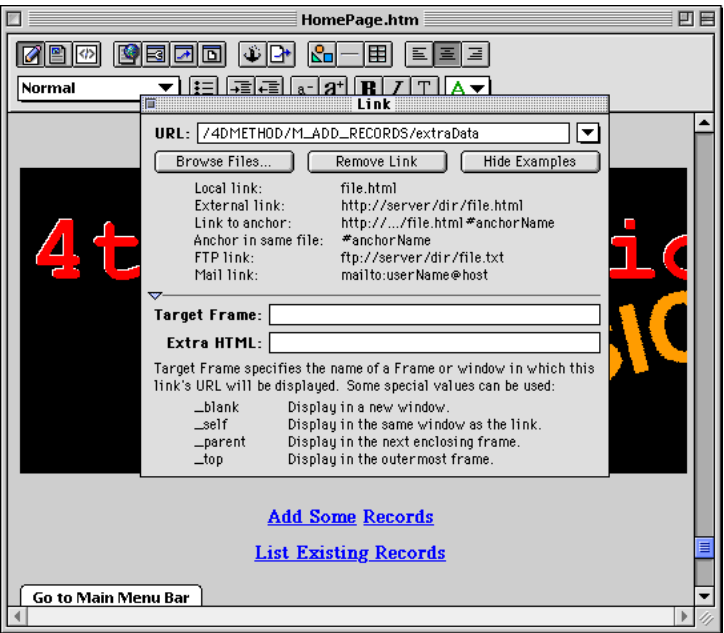 HomePage.htm
Normal
a- a+ B I T A
Link
URL: /4DMETHOD/M_ADD_RECORDS/extraData
Browse Files... Remove Link Hide Examples
Local link: file.html
External link: http://server/dir/file.html
Link to anchor: http://.../file.html#anchorName
Anchor in same file: #anchorName
FTP link: ftp://server/dir/file.txt
Mail link: mailto:userName@host
4t
Target Frame:
Extra HTML:
Target Frame specifies the name of a Frame or window in which this
link's URL will be displayed. Some special values can be used:
_blank Display in a new window.
_self Display in the same window as the link.
_parent Display in the next enclosing frame.
_top Display in the outermost frame.
Add Some Records
List Existing Records
Go to Main Menu Bar